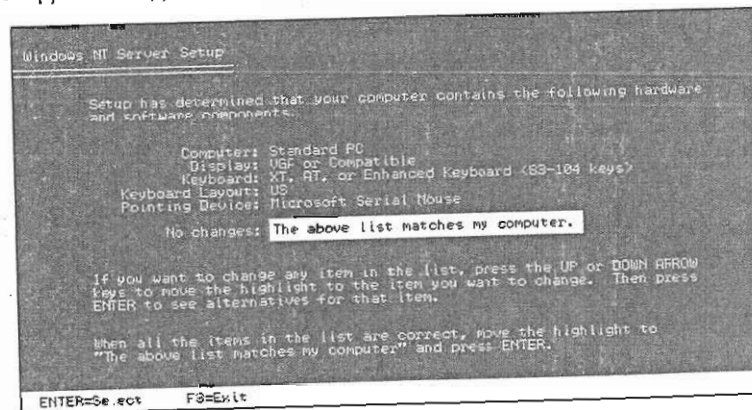 Windows NT Server Setup
Setup has determined that your computer contains the following hardware
and software components.
Computer: Standard PC
Display: VGF or Compatible
Keyboard: XT, AT, or Enhanced Keyboard <83-104 keys>
Keyboard Layout: US
Pointing Device: Microsoft Serial Mouse
No changes: The above list matches my computer.
If you want to change any item in the list, press the UP or DOWN ARROW
keys to move the highlight to the item you want to change. Then press
ENTER to see alternatives for that item.
When all the items in the list are correct, move the highlight to
"The above list matches my computer" and press ENTER.
ENTER=Select F3=Exit